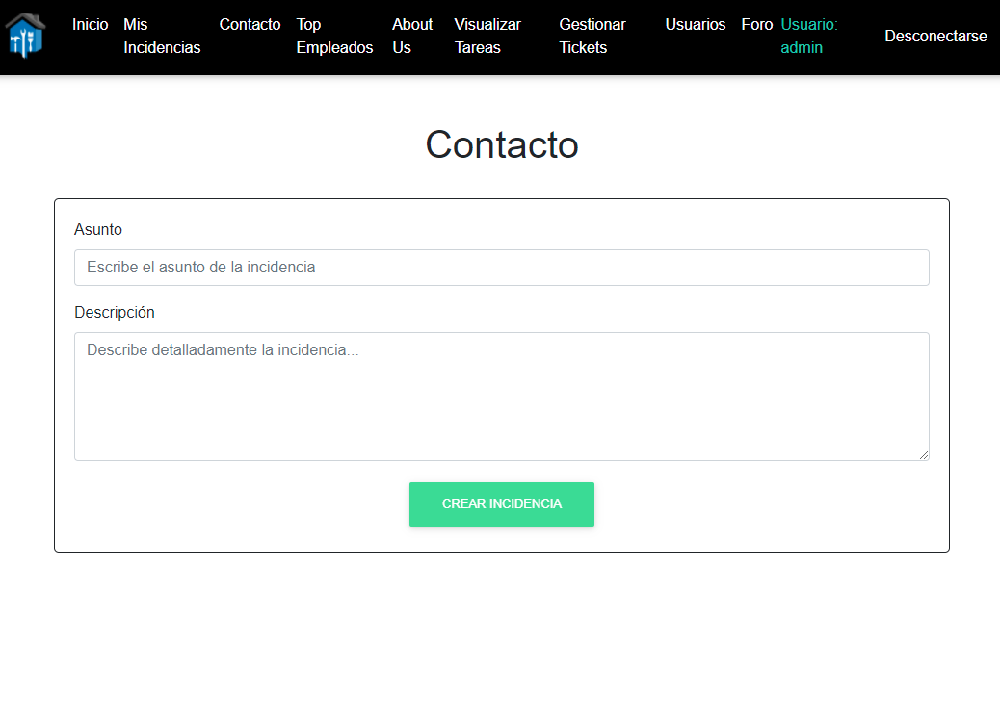 Inicio
Mis Incidencias
Contacto
Top Empleados
About Us
Visualizar Tareas
Gestionar Tickets
Usuarios
Foro
Usuario: admin
Desconectarse
Contacto
Asunto
Escribe el asunto de la incidencia
Descripción
Describe detalladamente la incidencia...
CREAR INCIDENCIA